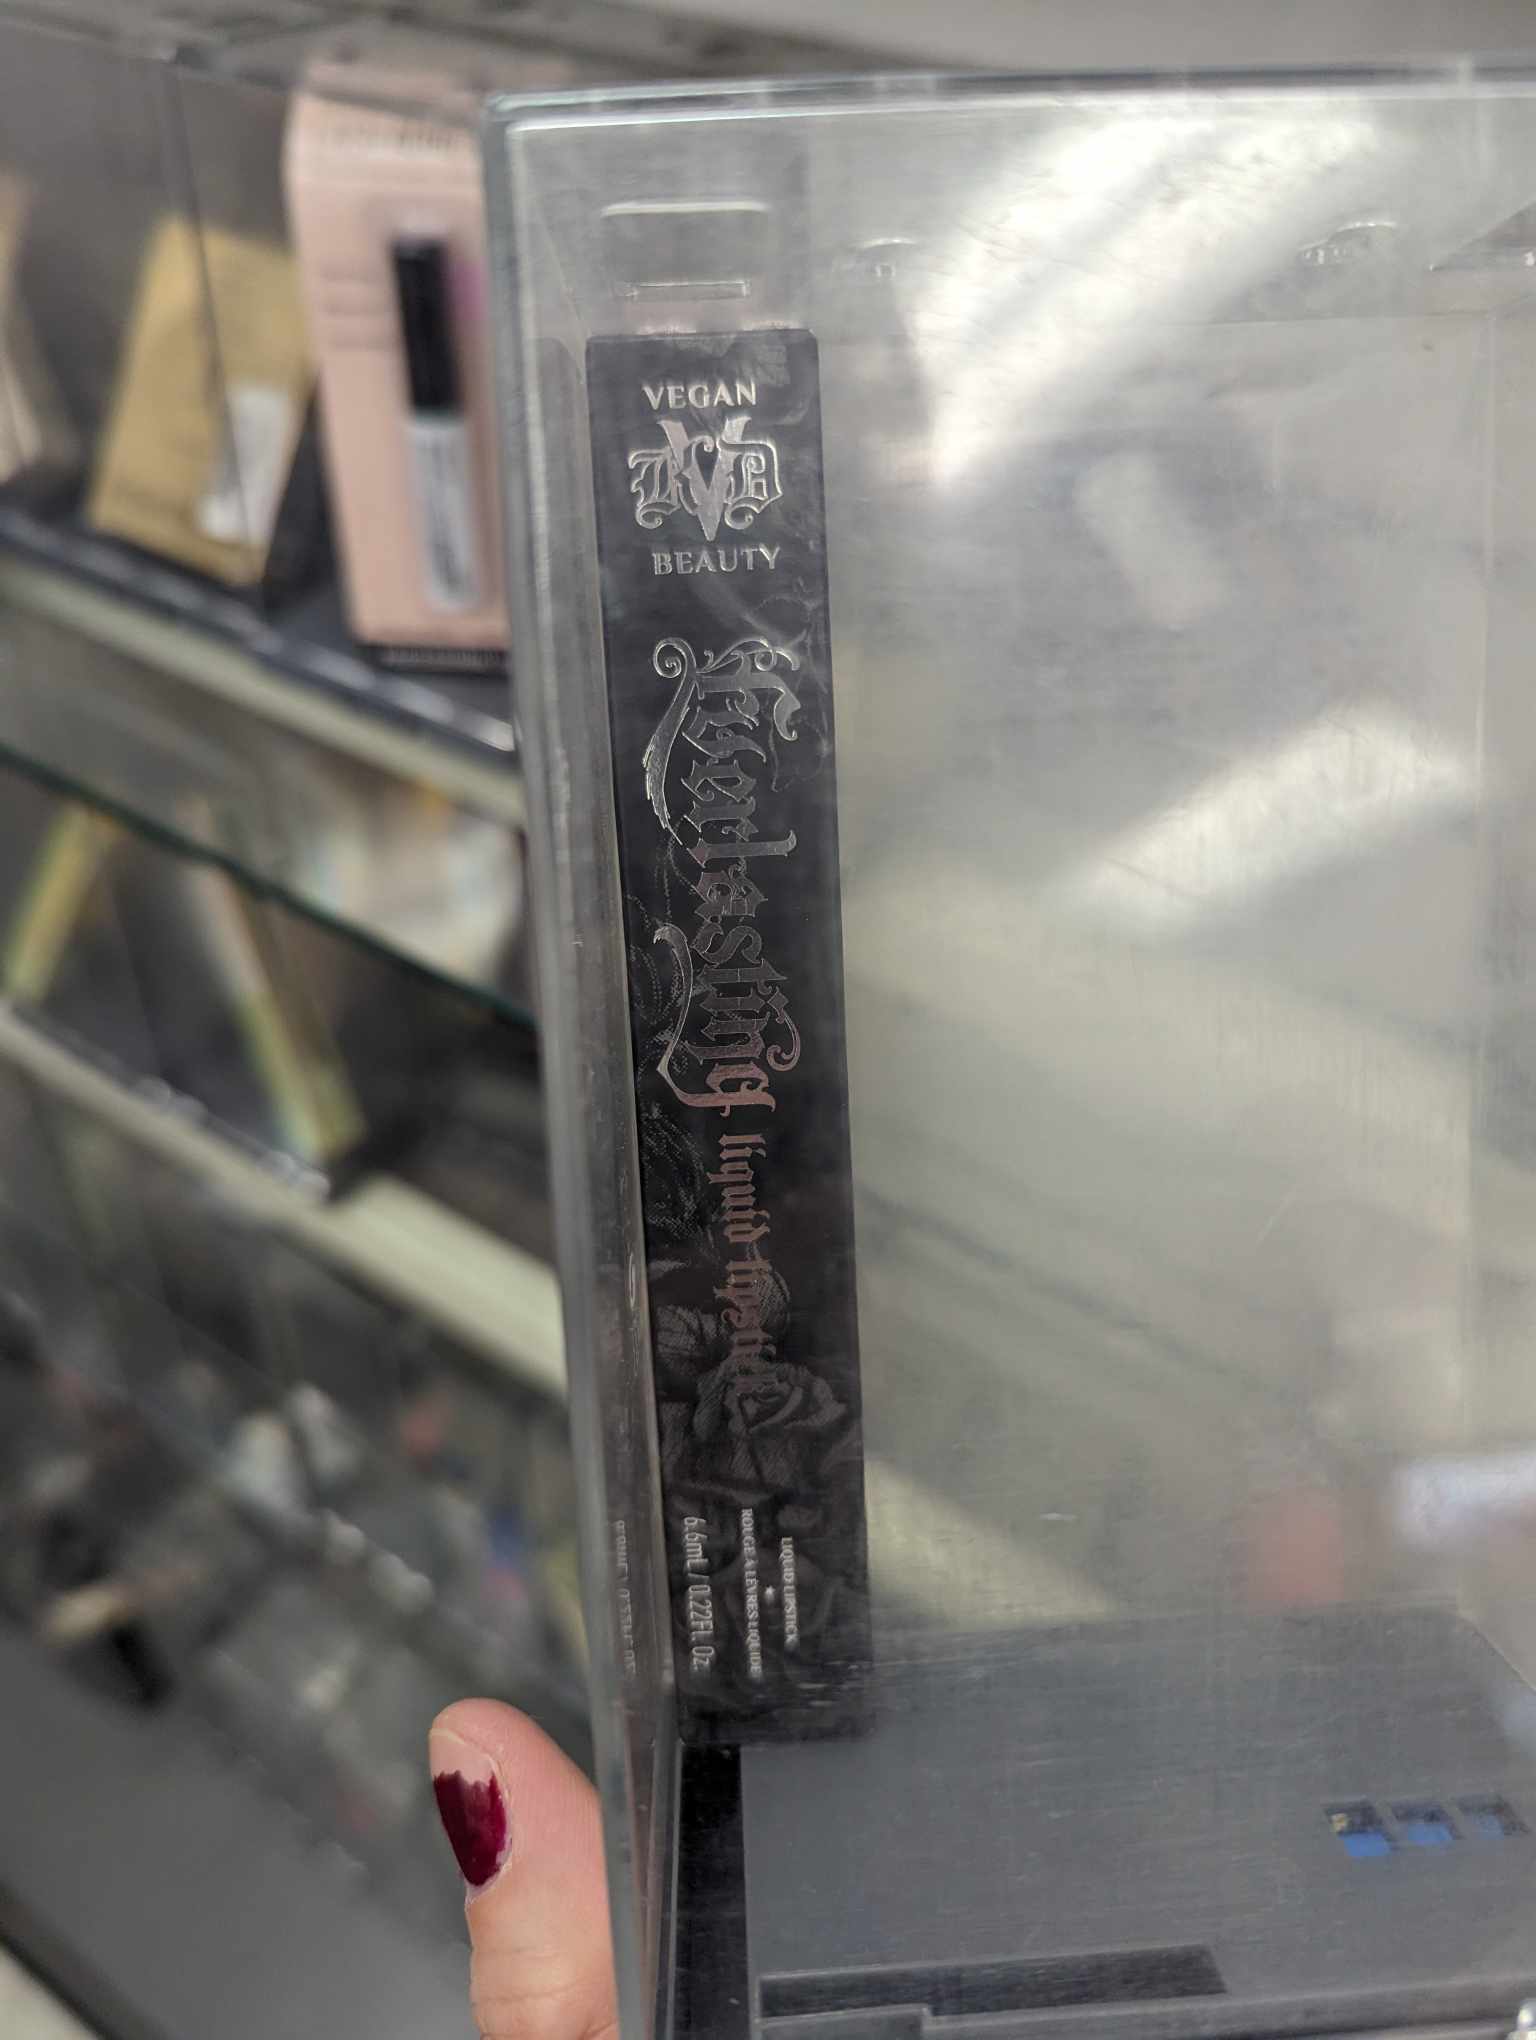 VEGAN
KVD
BEAUTY
Everlasting liquid lipstick
LIQUID LIPSTICK
ROUGE À LÈVRES LIQUIDE
6.6mL / 0.22Fl. Oz.